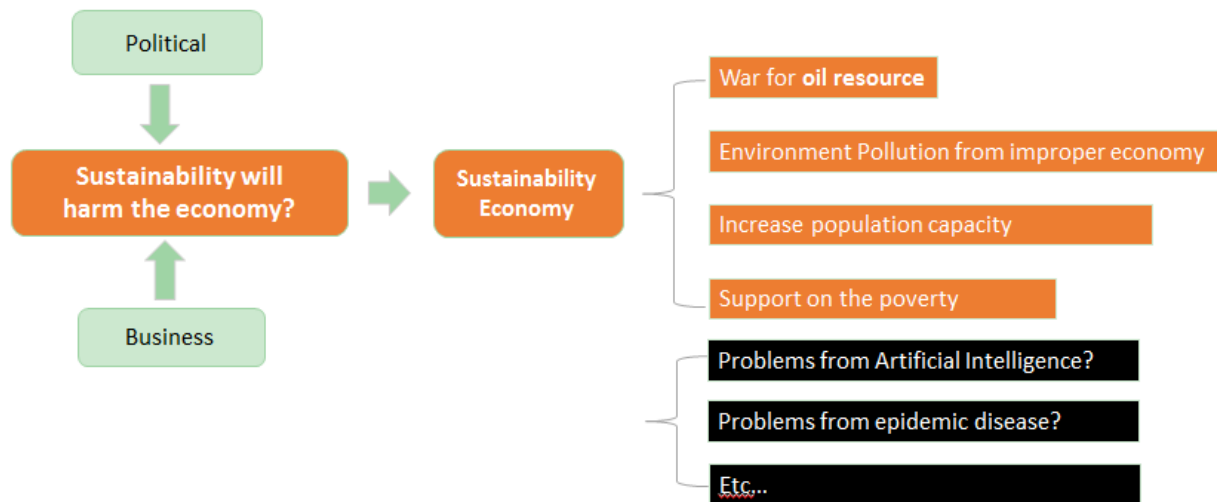 Political
Sustainability will
harm the economy?
Business
Sustainability
Economy
War for oil resource
Environment Pollution from improper economy
Increase population capacity
Support on the poverty
Problems from Artificial Intelligence?
Problems from epidemic disease?
Etc...